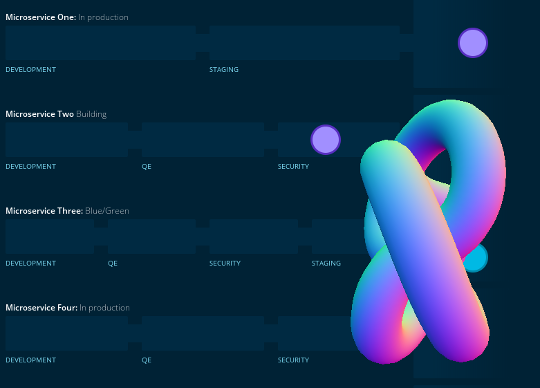 Microservice One: In production
DEVELOPMENT STAGING
Microservice Two Building
DEVELOPMENT QE SECURITY
Microservice Three: Blue/Green
DEVELOPMENT QE SECURITY STAGING
Microservice Four: In production
DEVELOPMENT QE SECURITY